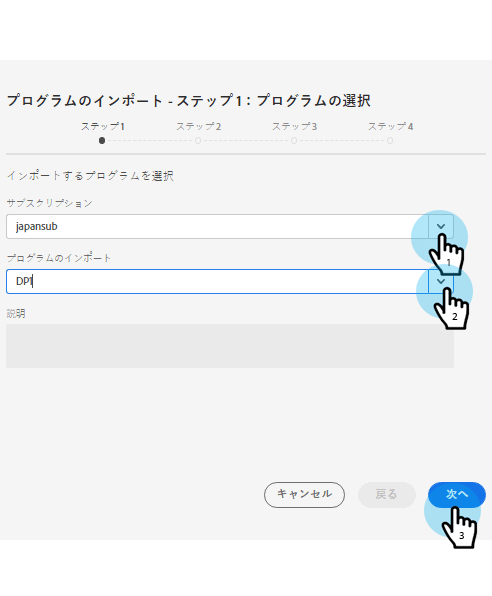 プログラムのインポート - ステップ 1：プログラムの選択
ステップ 1 ステップ 2 ステップ 3 ステップ 4
インポートするプログラムを選択
サブスクリプション
japansub
1
プログラムのインポート
DPI
2
説明
キャンセル 戻る 次へ
3